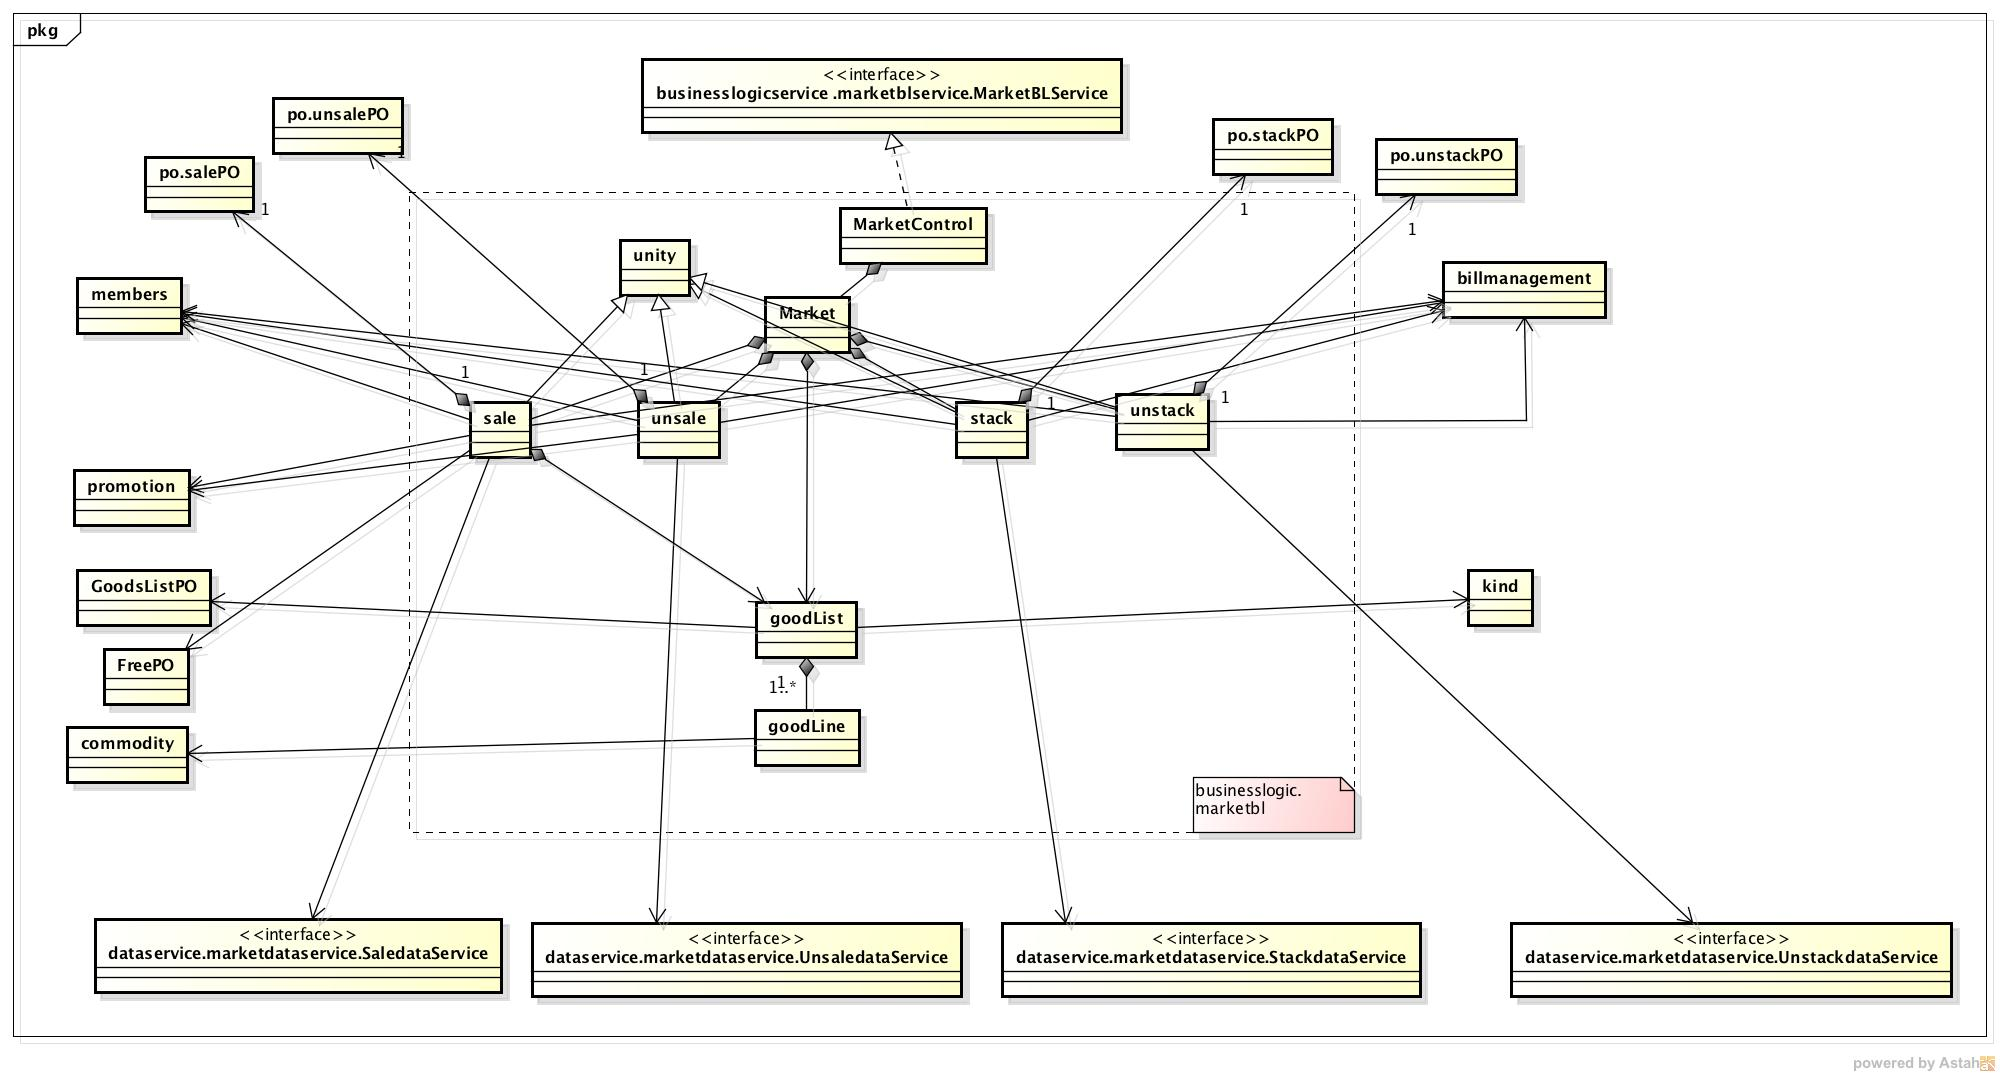 pkg
<<interface>>
businesslogicservice .marketblservice.MarketBLService
po.unsalePO
1
po.stackPO
po.unstackPO
po.salePO
1
1
1
MarketControl
unity
billmanagement
members
Market
1
1
1
1
sale
unsale
stack
unstack
promotion
GoodsListPO
kind
goodList
FreePO
1
1..*
goodLine
commodity
businesslogic.
marketbl
<<interface>>
dataservice.marketdataservice.SaledataService
<<interface>>
dataservice.marketdataservice.UnsaledataService
<<interface>>
dataservice.marketdataservice.StackdataService
<<interface>>
dataservice.marketdataservice.UnstackdataService
powered by Astah